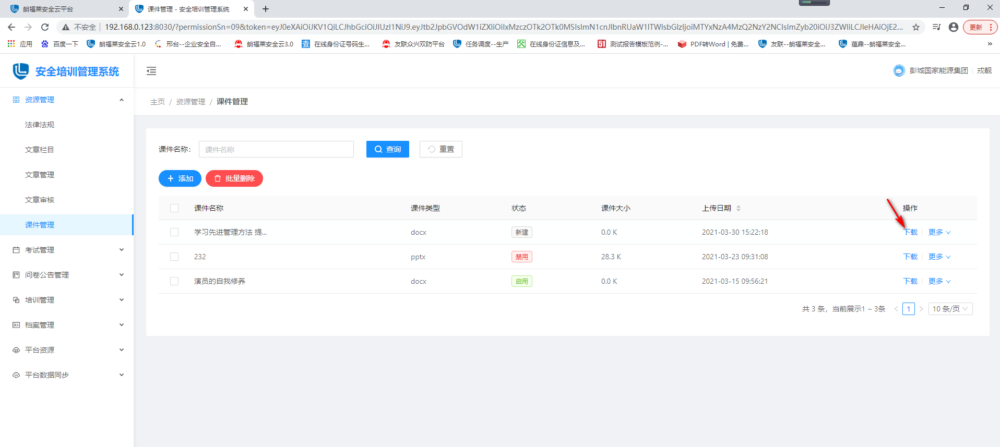 朗福莱安全云平台
课件管理 - 安全培训管理系统
不安全
192.168.0.123:8030/?permissionSn=09&token=
更新
应用
百度一下
朗福莱安全云1.0
邢台--企业安全自...
朗福莱安全云3.0
查
在线身份证号码生...
友联众兴双防平台
任务调度--生产
在线身份证信息及...
51
测试报告模板范例-...
PDF转Word | 免费...
友联--朗福莱安全...
蕴鼎--朗福莱安全...
安全培训管理系统
彭城国家能源集团
戎靓
资源管理
法律法规
文章栏目
文章管理
文章审核
课件管理
考试管理
问卷公告管理
培训管理
档案管理
平台资源
平台数据同步
主页 / 资源管理 / 课件管理
课件名称: 课件名称 查询 重置
添加 批量删除
课件名称 课件类型 状态 课件大小 上传日期 操作
学习先进管理方法 提... docx 新建 0.0 K 2021-03-30 15:22:18 下载 更多
232 pptx 禁用 28.3 K 2021-03-23 09:31:08 下载 更多
演员的自我修养 docx 启用 0.0 K 2021-03-15 09:56:21 下载 更多
共 3 条，当前展示1 ~ 3条 < 1 > 10 条/页